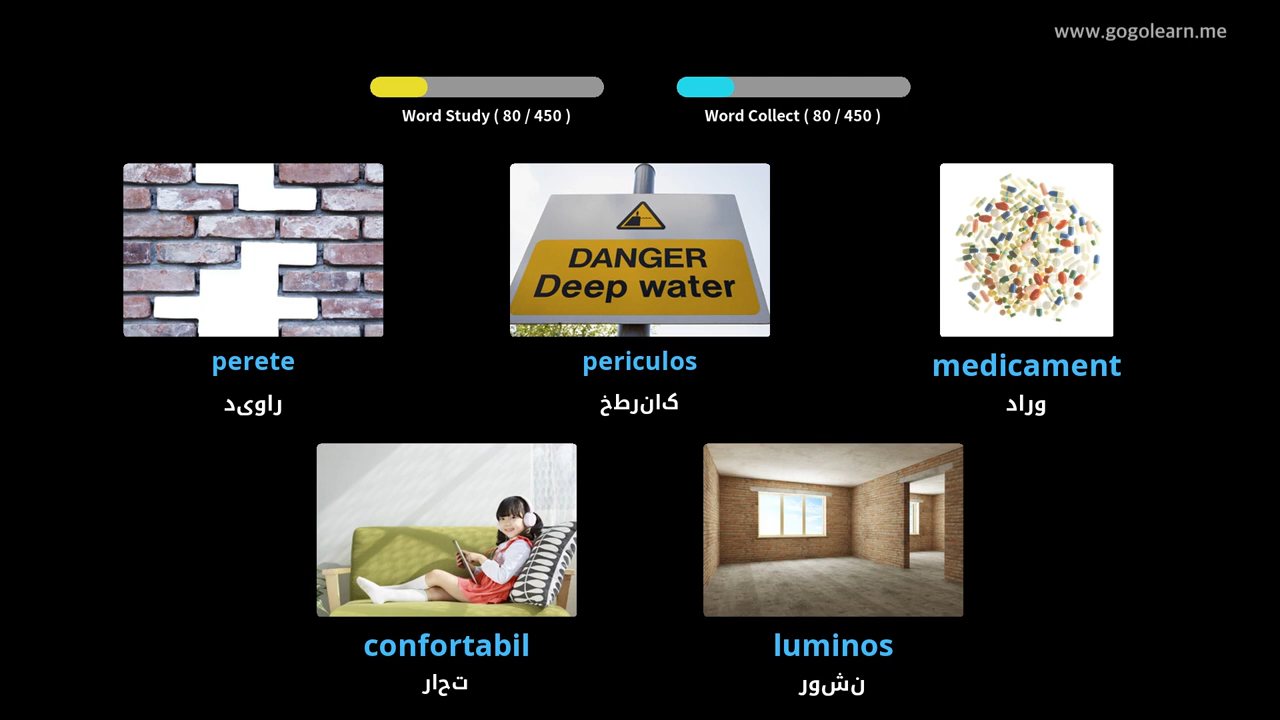 www.gogolearn.me
Word Study ( 80 / 450 )
Word Collect ( 80 / 450 )
DANGER
Deep water
perete
periculos
medicament
راوید
کانرطخ
وراد
confortabil
luminos
تحار
نشور